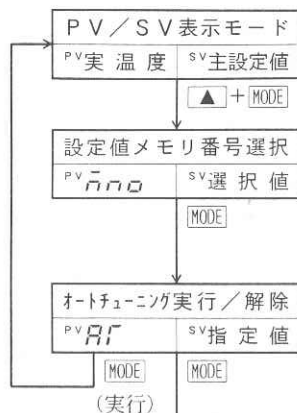 PV/SV表示モード
PV実温度 SV主設定値
▲+MODE
設定値メモリ番号選択
PV ñno SV選択値
MODE
オートチューニング実行/解除
PV AT SV指定値
MODE MODE
(実行)